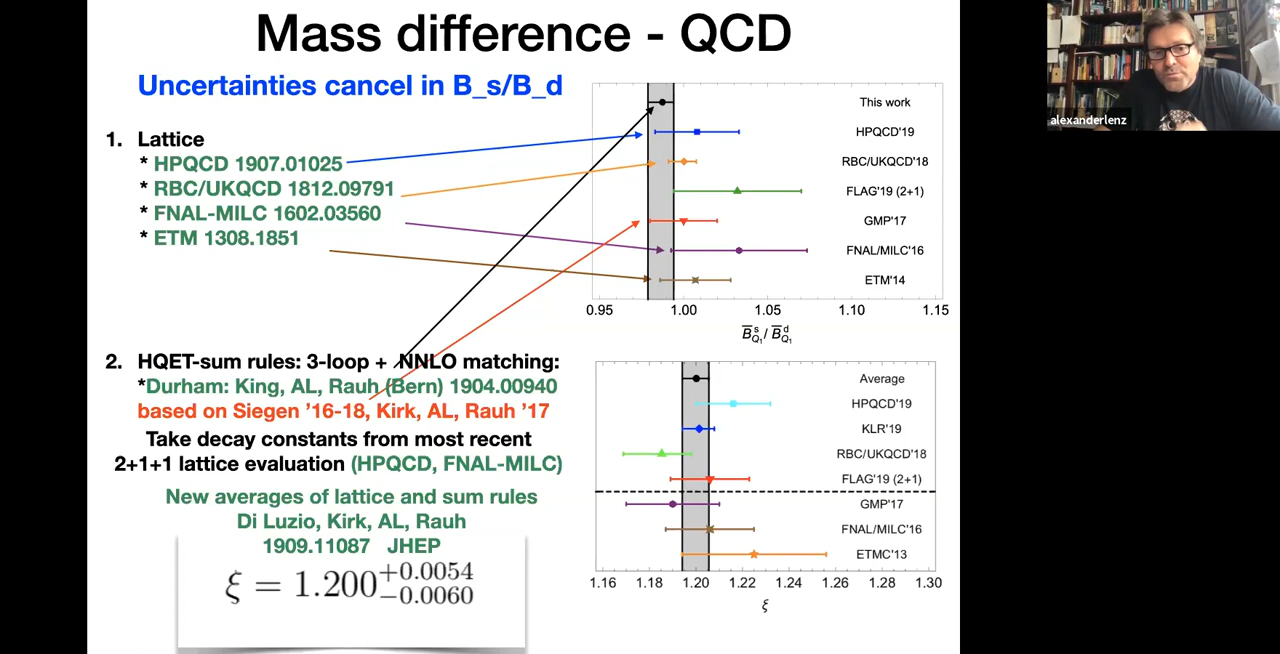 Mass difference - QCD
Uncertainties cancel in B_s/B_d
1. Lattice
* HPQCD 1907.01025
* RBC/UKQCD 1812.09791
* FNAL-MILC 1602.03560
* ETM 1308.1851
2. HQET-sum rules: 3-loop + NNLO matching:
*Durham: King, AL, Rauh (Bern) 1904.00940
based on Siegen ’16-18, Kirk, AL, Rauh ’17
Take decay constants from most recent
2+1+1 lattice evaluation (HPQCD, FNAL-MILC)
New averages of lattice and sum rules
Di Luzio, Kirk, AL, Rauh
1909.11087 JHEP
ξ = 1.200 +0.0054 −0.0060
This work
HPQCD'19
RBC/UKQCD'18
FLAG'19 (2+1)
GMP'17
FNAL/MILC'16
ETM'14
0.95 1.00 1.05 1.10 1.15
B̅ˢ_Q₁ / B̅ᵈ_Q₁
Average
HPQCD'19
KLR'19
RBC/UKQCD'18
FLAG'19 (2+1)
GMP'17
FNAL/MILC'16
ETMC'13
1.16 1.18 1.20 1.22 1.24 1.26 1.28 1.30
ξ
alexanderlenz